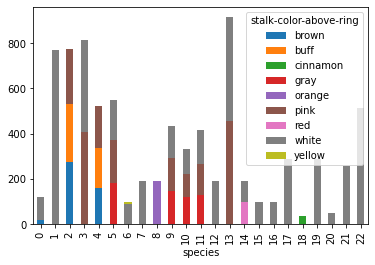 800
600
400
200
0
stalk-color-above-ring
brown
buff
cinnamon
gray
orange
pink
red
white
yellow
0 1 2 3 4 5 6 7 8 9 10 11 12 13 14 15 16 17 18 19 20 21 22
species